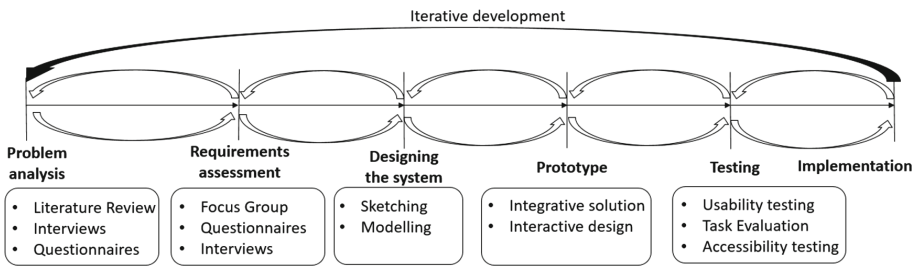 Iterative development
Problem
analysis
Requirements
assessment
Designing
the system
Prototype
Testing
Implementation
• Literature Review
• Interviews
• Questionnaires
• Focus Group
• Questionnaires
• Interviews
• Sketching
• Modelling
• Integrative solution
• Interactive design
• Usability testing
• Task Evaluation
• Accessibility testing